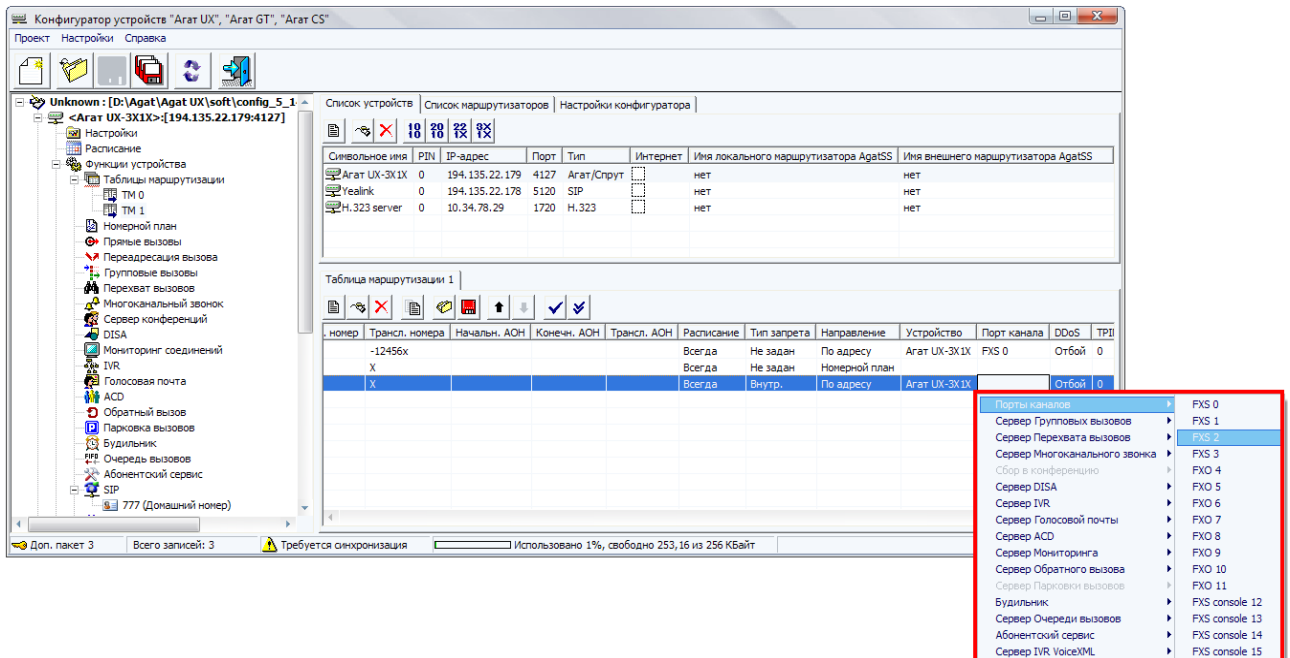 Конфигуратор устройств "Агат UX", "Агат GT", "Агат CS"
Проект Настройки Справка
Unknown : [D:\Agat\Agat UX\soft\config_5_1
<Агат UX-3X1X>:[194.135.22.179:4127]
Настройки
Расписание
Функции устройства
Таблицы маршрутизации
ТМ 0
ТМ 1
Номерной план
Прямые вызовы
Переадресация вызова
Групповые вызовы
Перехват вызовов
Многоканальный звонок
Сервер конференций
DISA
Мониторинг соединений
IVR
Голосовая почта
ACD
Обратный вызов
Парковка вызовов
Будильник
Очередь вызовов
Абонентский сервис
SIP
777 (Домашний номер)
Список устройств Список маршрутизаторов Настройки конфигуратора
Символьное имя PIN IP-адрес Порт Тип Интернет Имя локального маршрутизатора AgatSS Имя внешнего маршрутизатора AgatSS
Агат UX-3X1X 0 194.135.22.179 4127 Агат/Спрут нет нет
Yealink 0 194.135.22.178 5120 SIP нет нет
H.323 server 0 10.34.78.29 1720 H.323 нет нет
Таблица маршрутизации 1
. номер Трансл. номера Начальн. АОН Конечн. АОН Трансл. АОН Расписание Тип запрета Направление Устройство Порт канала DDoS TPI
-12456x Всегда Не задан По адресу Агат UX-3X1X FXS 0 Отбой 0
X Всегда Не задан Номерной план
X Всегда Внутр. По адресу Агат UX-3X1X Отбой 0
Порты каналов FXS 0
Сервер Групповых вызовов FXS 1
Сервер Перехвата вызовов FXS 2
Сервер Многоканального звонка FXS 3
Сбор в конференцию FXO 4
Сервер DISA FXO 5
Сервер IVR FXO 6
Сервер Голосовой почты FXO 7
Сервер ACD FXO 8
Сервер Мониторинга FXO 9
Сервер Обратного вызова FXO 10
Сервер Парковки вызовов FXO 11
Будильник FXS console 12
Сервер Очереди вызовов FXS console 13
Абонентский сервис FXS console 14
Сервер IVR VoiceXML FXS console 15
Доп. пакет 3 Всего записей: 3 Требуется синхронизация Использовано 1%, свободно 253,16 из 256 КБайт